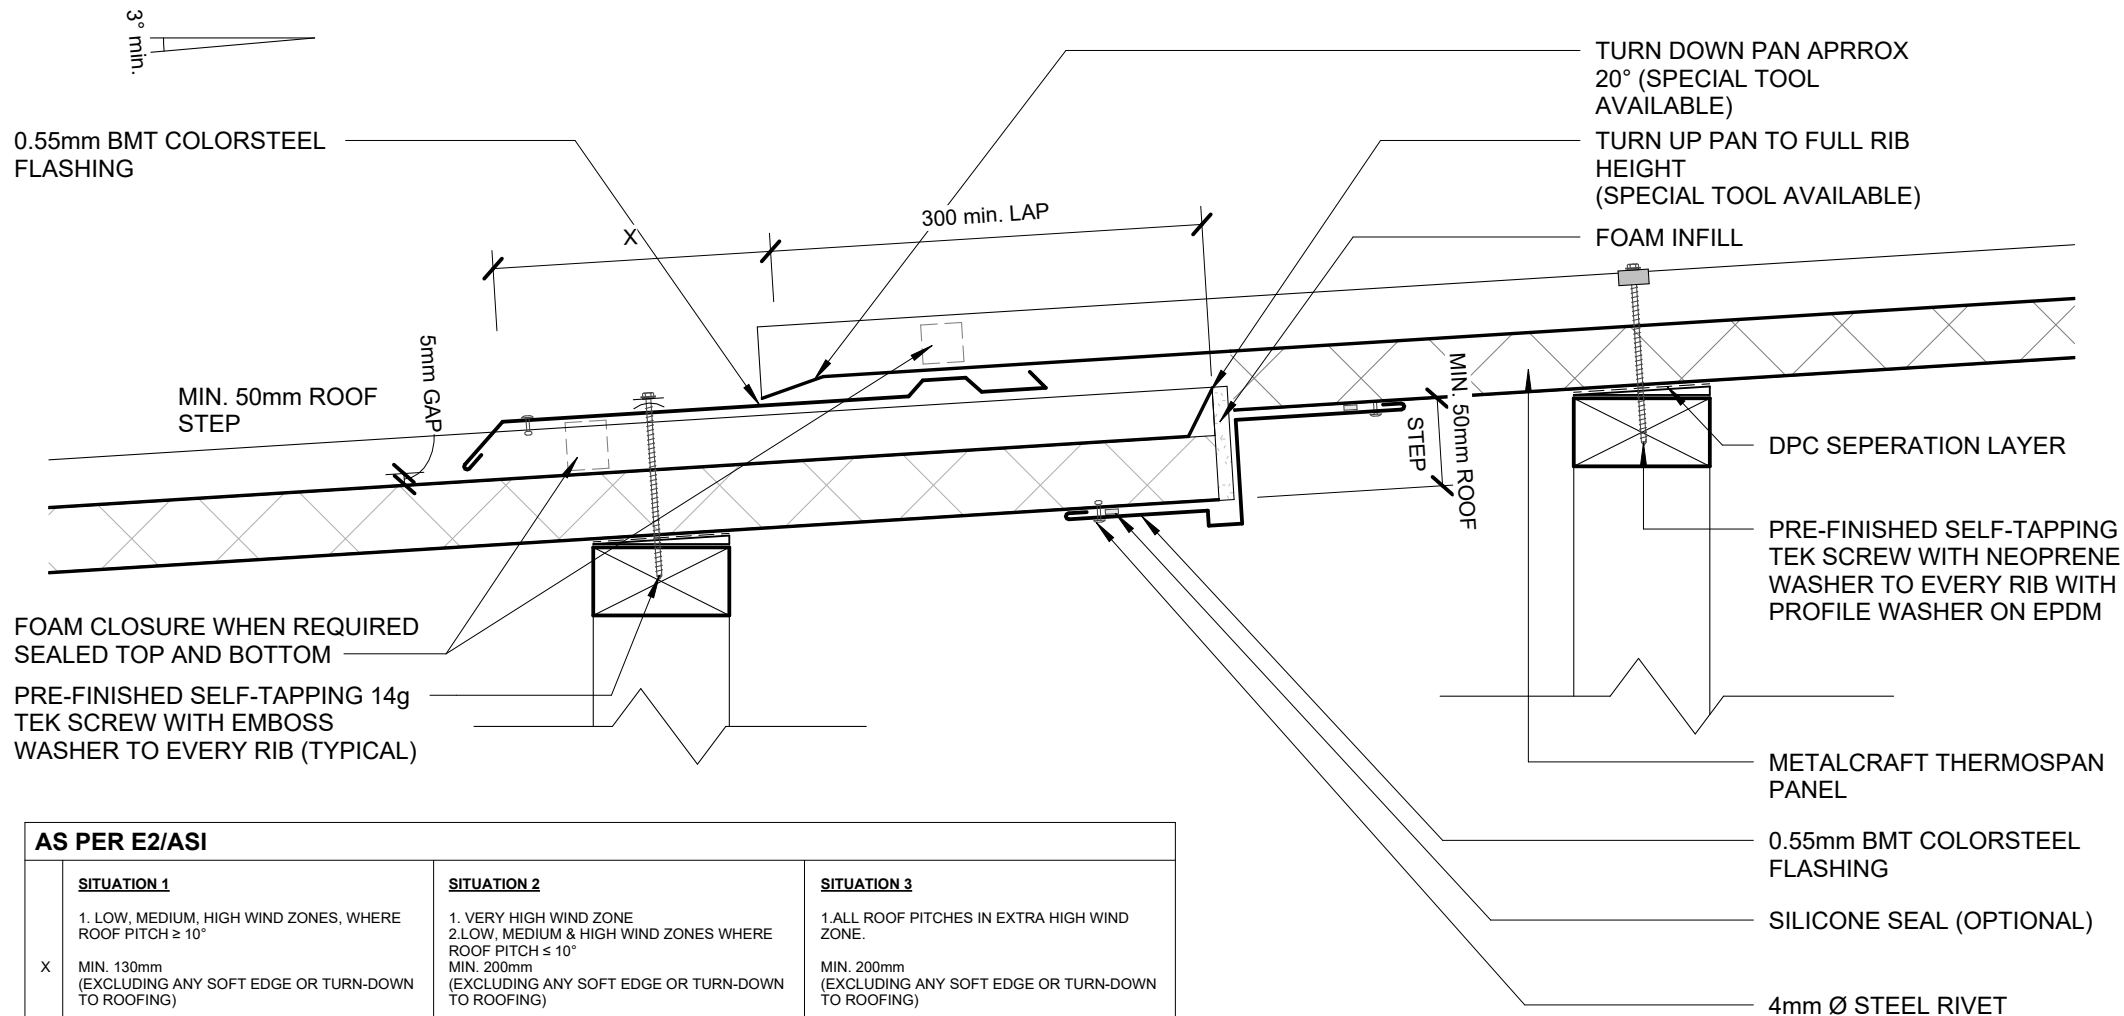 3° min.
0.55mm BMT COLORSTEEL
FLASHING
X
300 min. LAP
TURN DOWN PAN APRROX
20° (SPECIAL TOOL
AVAILABLE)
TURN UP PAN TO FULL RIB
HEIGHT
(SPECIAL TOOL AVAILABLE)
FOAM INFILL
MIN. 50mm ROOF
STEP
5mm GAP
MIN. 50mm ROOF
STEP
DPC SEPERATION LAYER
PRE-FINISHED SELF-TAPPING
TEK SCREW WITH NEOPRENE
WASHER TO EVERY RIB WITH
PROFILE WASHER ON EPDM
FOAM CLOSURE WHEN REQUIRED
SEALED TOP AND BOTTOM
PRE-FINISHED SELF-TAPPING 14g
TEK SCREW WITH EMBOSS
WASHER TO EVERY RIB (TYPICAL)
METALCRAFT THERMOSPAN
PANEL
0.55mm BMT COLORSTEEL
FLASHING
SILICONE SEAL (OPTIONAL)
4mm Ø STEEL RIVET
AS PER E2/ASI
X
SITUATION 1
1. LOW, MEDIUM, HIGH WIND ZONES, WHERE
ROOF PITCH ≥ 10°
MIN. 130mm
(EXCLUDING ANY SOFT EDGE OR TURN-DOWN
TO ROOFING)
SITUATION 2
1. VERY HIGH WIND ZONE
2.LOW, MEDIUM & HIGH WIND ZONES WHERE
ROOF PITCH ≤ 10°
MIN. 200mm
(EXCLUDING ANY SOFT EDGE OR TURN-DOWN
TO ROOFING)
SITUATION 3
1.ALL ROOF PITCHES IN EXTRA HIGH WIND
ZONE.
MIN. 200mm
(EXCLUDING ANY SOFT EDGE OR TURN-DOWN
TO ROOFING)